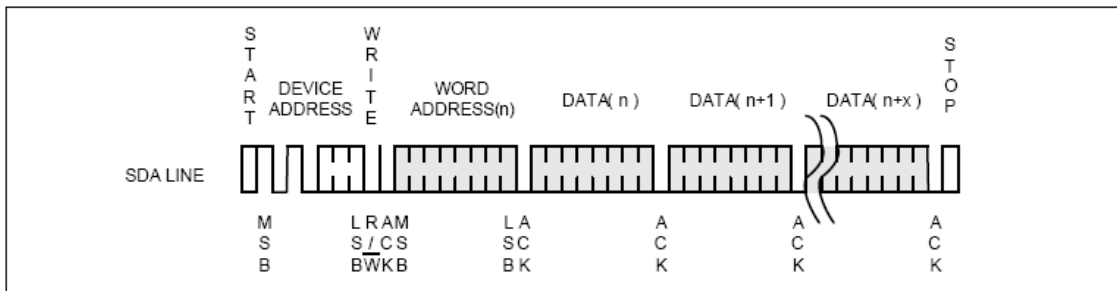 START
WRITE
STOP
DEVICE ADDRESS
WORD ADDRESS(n)
DATA( n )
DATA( n+1 )
DATA( n+x )
SDA LINE
MSB
LSB
R/W
ACK
MSB
LSB
ACK
ACK
ACK
ACK